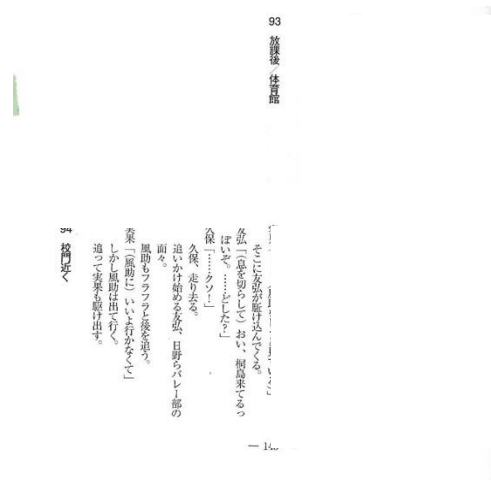 93 放課後／体育館
そこに友弘が駈け込んでくる。
友弘「（息を切らして）おい、桐島来てるっ
ぽいぞ。……どした？」
久保「……クソ！」
久保、走り去る。
追いかけ始める友弘、日野らバレー部の
面々。
風助もフラフラと後を追う。
実果「（風助に）いいよ行かなくて」
しかし風助は出て行く。
追って実果も駆け出す。
94 校門近く